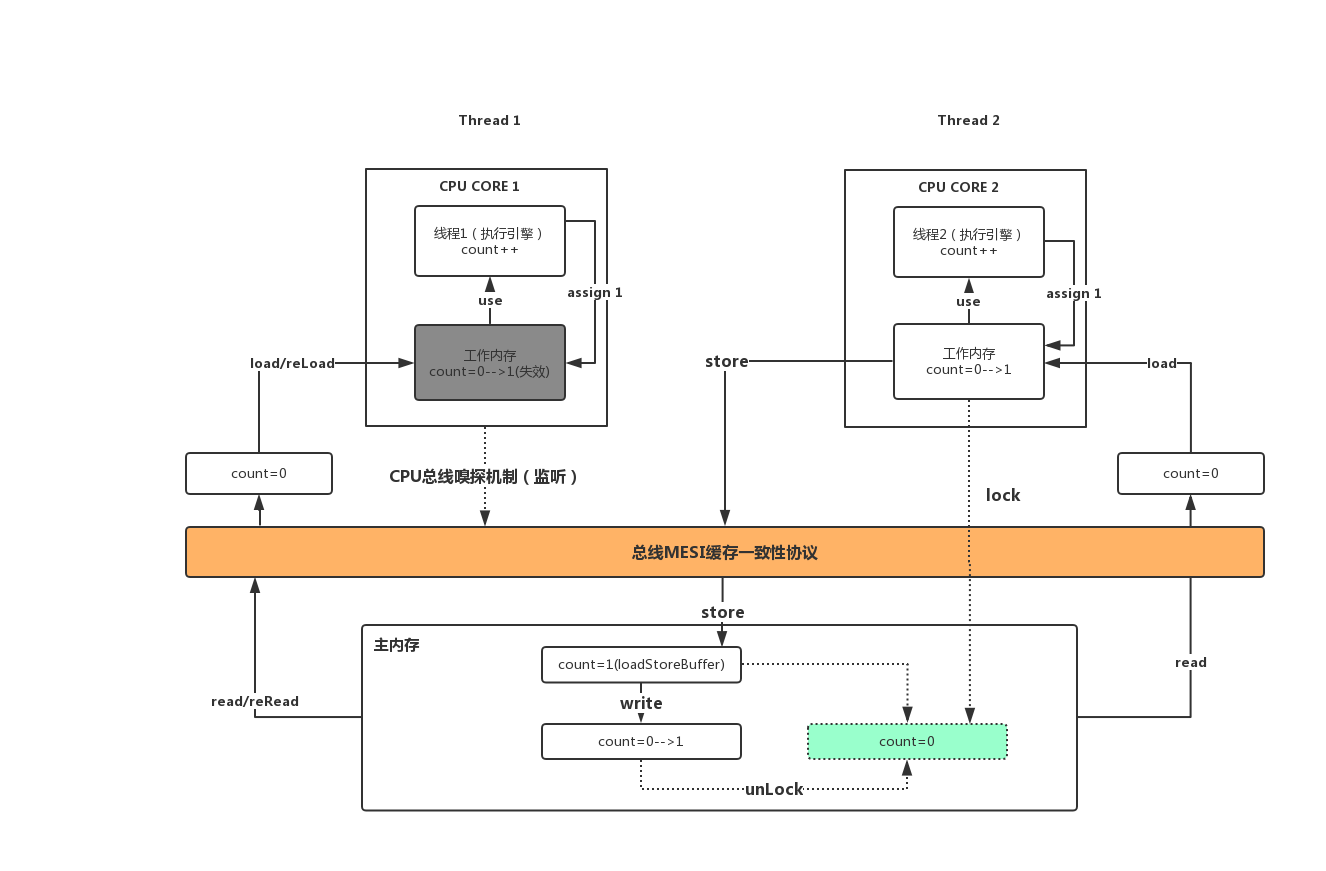 Thread 1
Thread 2
CPU CORE 1
CPU CORE 2
线程1（执行引擎）
count++
线程2（执行引擎）
count++
use
assign 1
use
assign 1
工作内存
count=0-->1(失效)
工作内存
count=0-->1
load/reLoad
store
load
count=0
CPU总线嗅探机制（监听）
lock
count=0
总线MESI缓存一致性协议
store
主内存
count=1(loadStoreBuffer)
read
read/reRead
write
count=0-->1
count=0
unLock